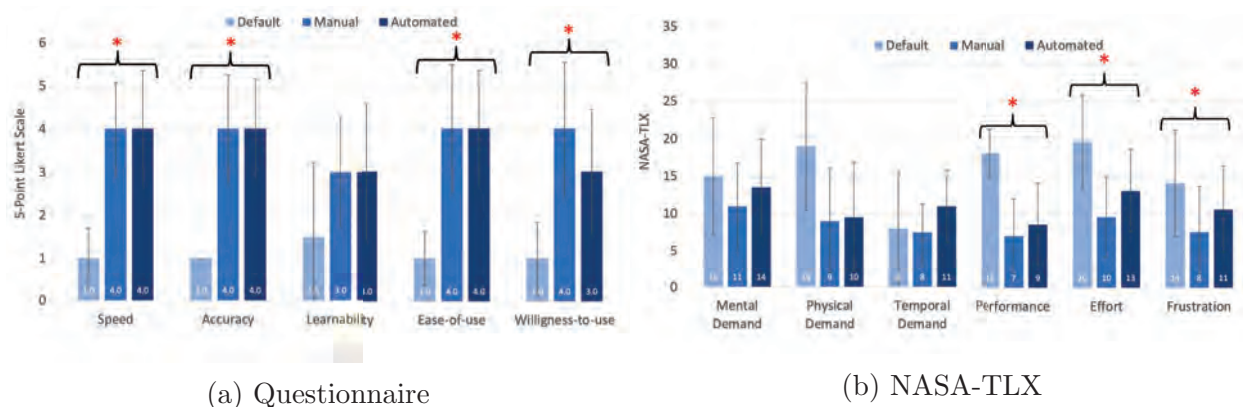 Default Manual Automated
6
5
4
3
2
1
0
5-Point Likert Scale
*
*
*
*
1.0 4.0 4.0
4.0 4.0
3.0
4.0 4.0
4.0 3.0
Speed Accuracy Learnability Ease-of-use Willigness-to-use
(a) Questionnaire
35
30
25
20
15
10
5
0
NASA-TLX
Default Manual Automated
*
*
*
11 14
9 10
8 11
7 9
10 13
8 11
Mental Demand
Physical Demand
Temporal Demand
Performance
Effort
Frustration
(b) NASA-TLX